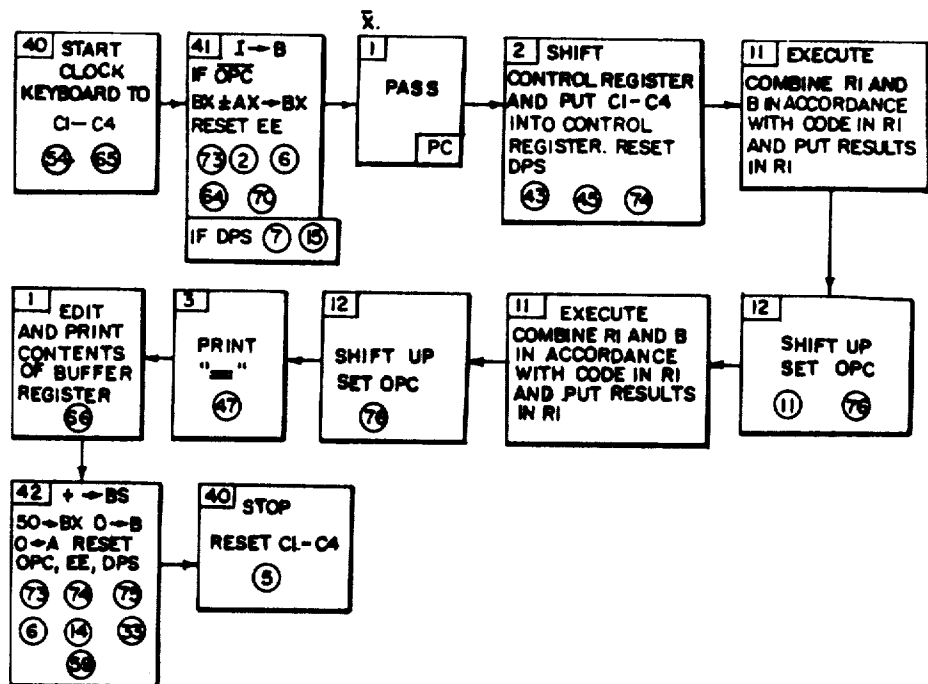 40 START
CLOCK
KEYBOARD TO
C1-C4
54 65
41 I→B
IF O̅P̅C̅
BX ± AX→BX
RESET EE
73 2 6
64 70
IF DPS 7 15
X̅.
1
PASS
PC
2 SHIFT
CONTROL REGISTER
AND PUT C1-C4
INTO CONTROL
REGISTER. RESET
DPS
43 45 74
11 EXECUTE
COMBINE R1 AND
B IN ACCORDANCE
WITH CODE IN R1
AND PUT RESULTS
IN R1
12
SHIFT UP
SET OPC
11 76
11 EXECUTE
COMBINE R1 AND B
IN ACCORDANCE
WITH CODE IN R1
AND PUT RESULTS
IN R1
12
SHIFT UP
SET OPC
76
3
PRINT
"="
47
1 EDIT
AND PRINT
CONTENTS
OF BUFFER
REGISTER
66
42 + →BS
50→BX 0→B
0→A RESET
OPC, EE, DPS
73 74 75
6 14 33
40 STOP
RESET C1-C4
5